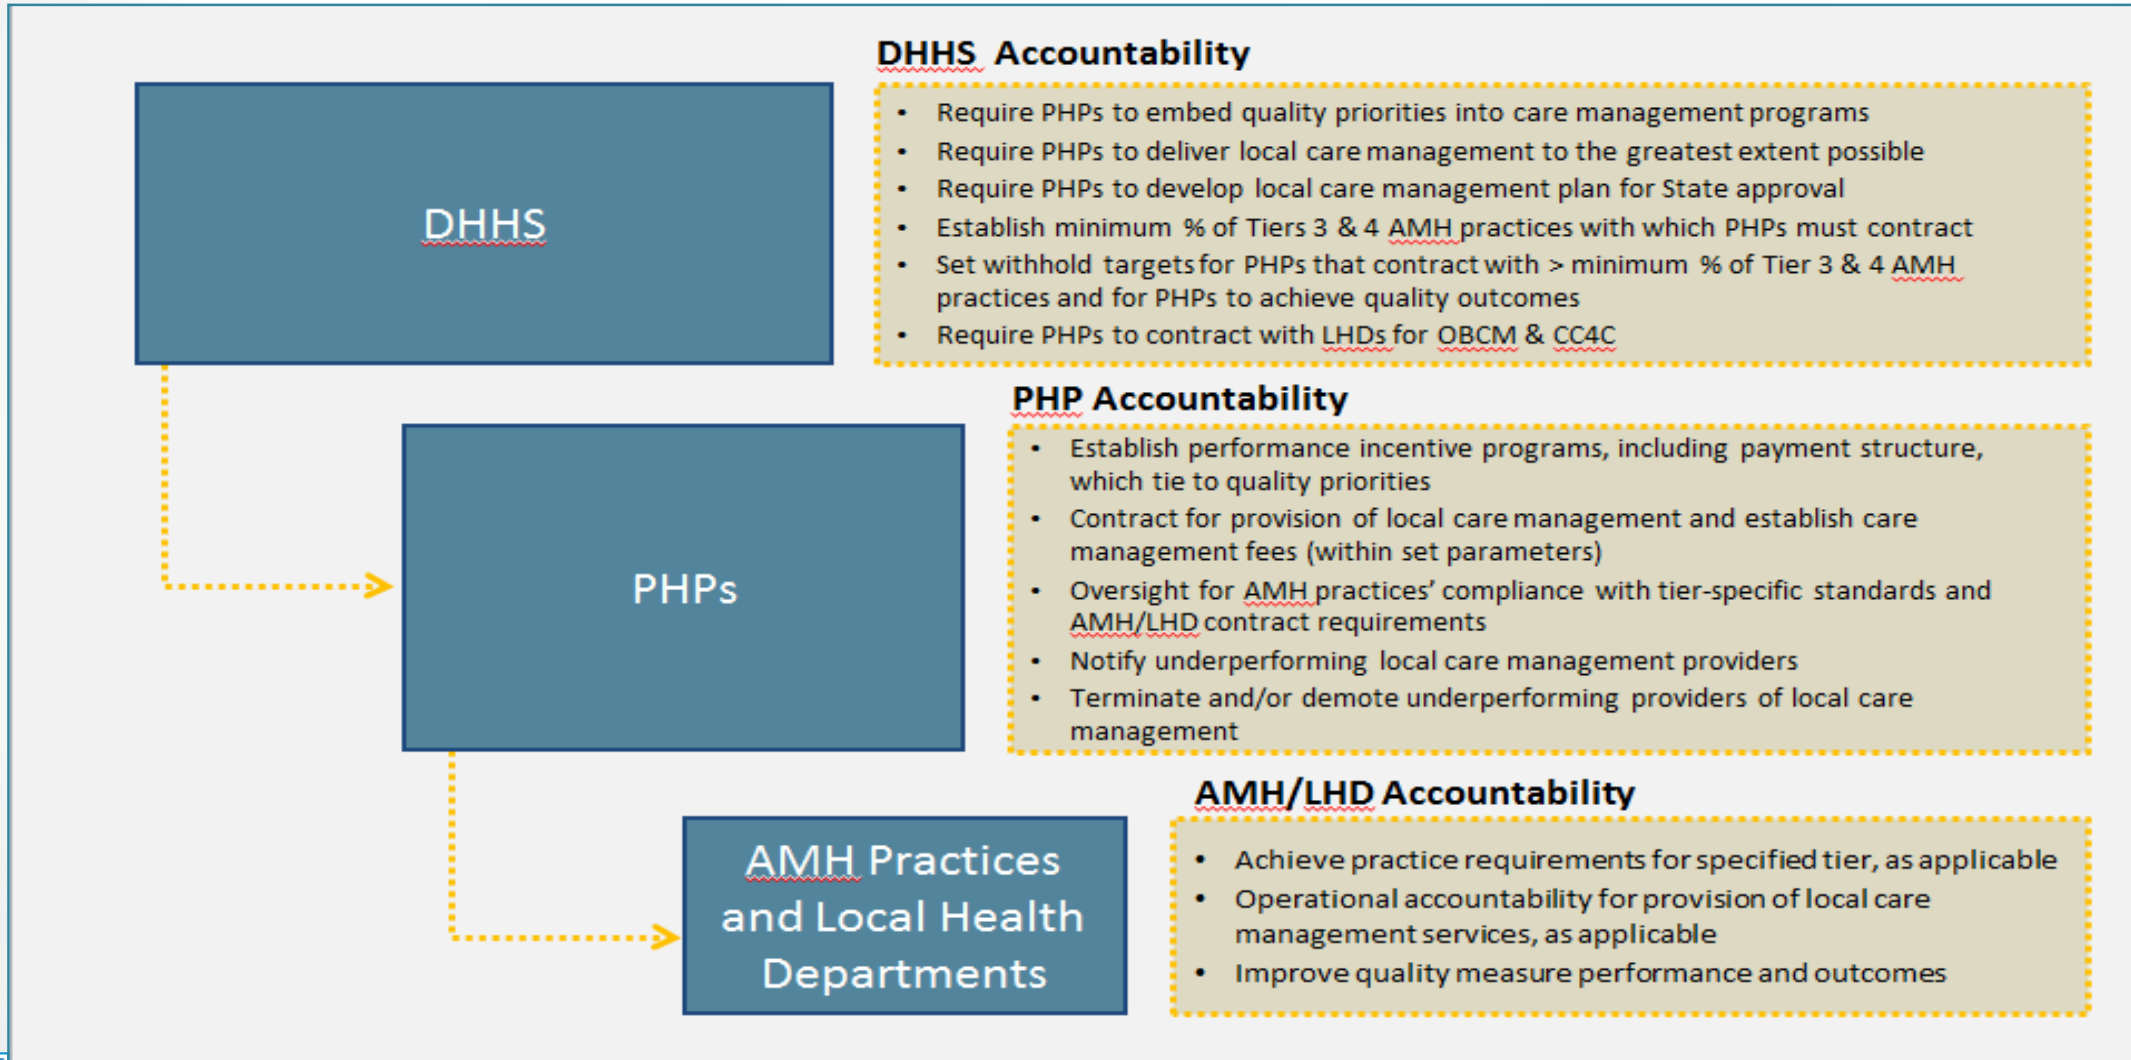 DHHS Accountability
DHHS
• Require PHPs to embed quality priorities into care management programs
• Require PHPs to deliver local care management to the greatest extent possible
• Require PHPs to develop local care management plan for State approval
• Establish minimum % of Tiers 3 & 4 AMH practices with which PHPs must contract
• Set withhold targets for PHPs that contract with > minimum % of Tier 3 & 4 AMH
practices and for PHPs to achieve quality outcomes
• Require PHPs to contract with LHDs for OBCM & CC4C
PHP Accountability
PHPs
• Establish performance incentive programs, including payment structure,
which tie to quality priorities
• Contract for provision of local care management and establish care
management fees (within set parameters)
• Oversight for AMH practices’ compliance with tier-specific standards and
AMH/LHD contract requirements
• Notify underperforming local care management providers
• Terminate and/or demote underperforming providers of local care
management
AMH/LHD Accountability
AMH Practices
and Local Health
Departments
• Achieve practice requirements for specified tier, as applicable
• Operational accountability for provision of local care
management services, as applicable
• Improve quality measure performance and outcomes